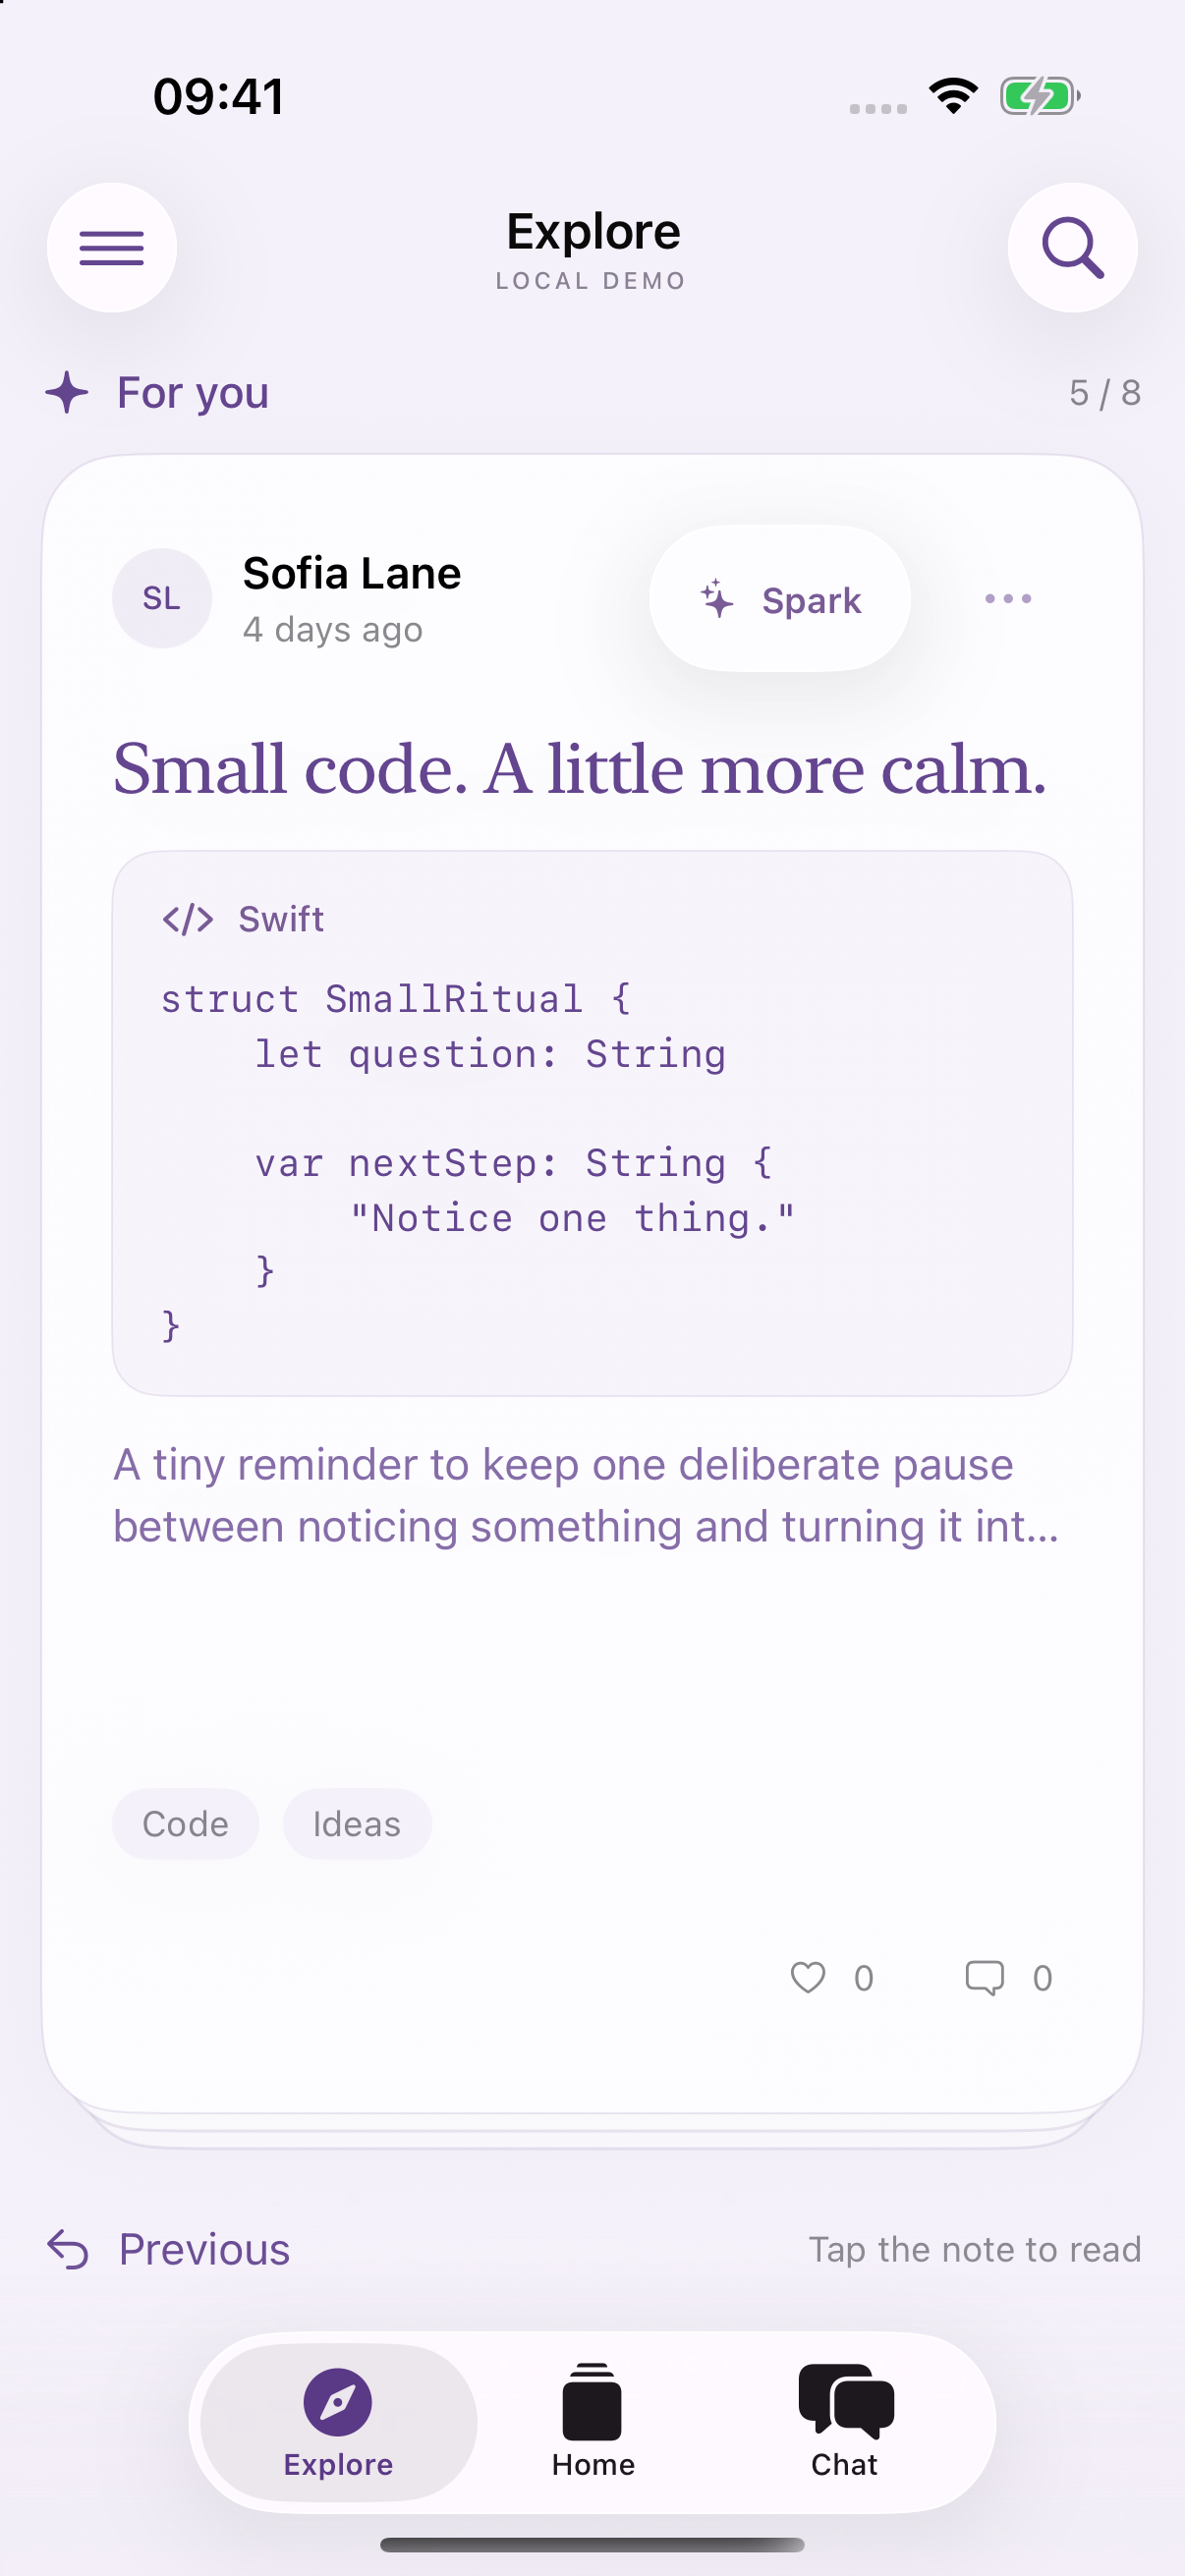 09:41
Explore
LOCAL DEMO
For you
5 / 8
SL
Sofia Lane
4 days ago
Spark
Small code. A little more calm.
</> Swift
struct SmallRitual {
    let question: String

    var nextStep: String {
        "Notice one thing."
    }
}
A tiny reminder to keep one deliberate pause
between noticing something and turning it int...
Code
Ideas
0
0
Previous
Tap the note to read
Explore
Home
Chat